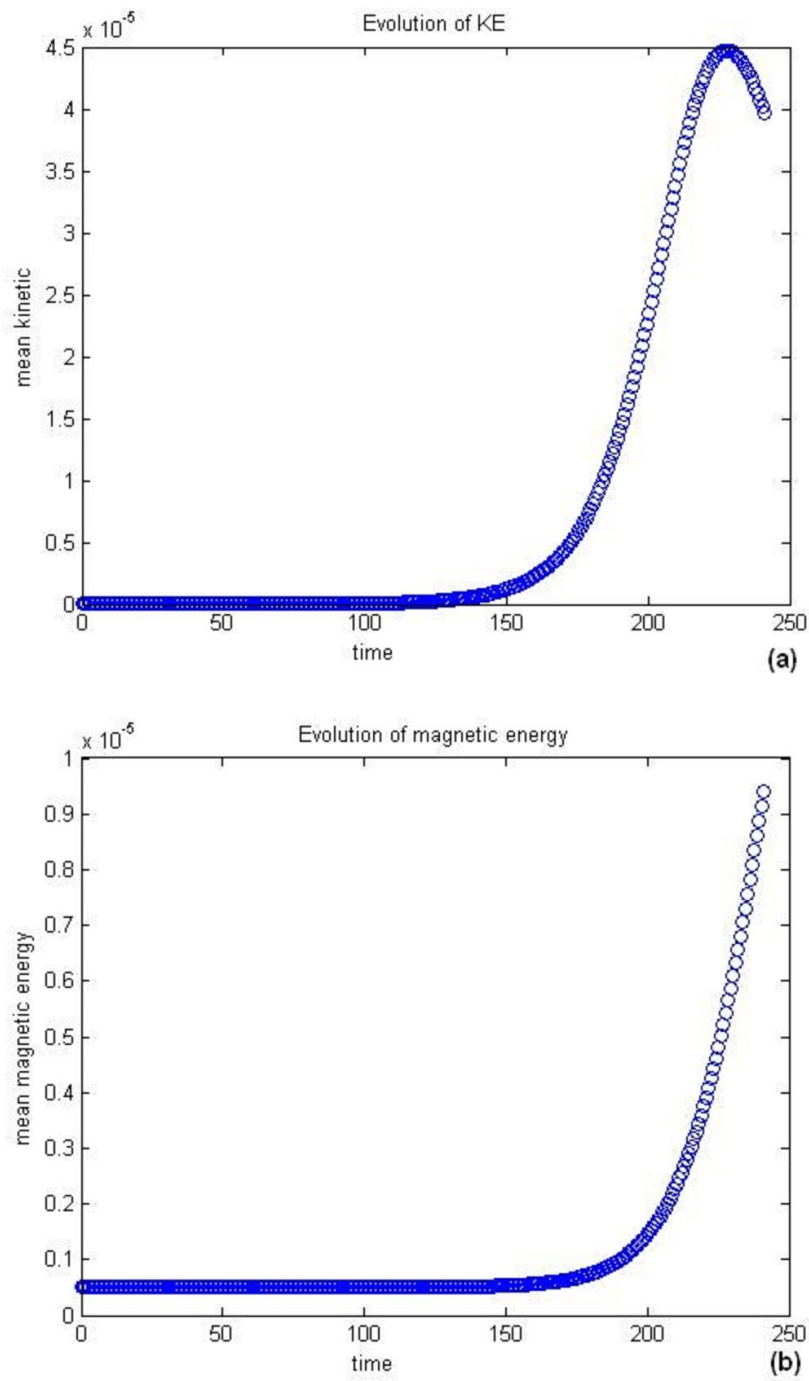 x 10-5
Evolution of KE
4.5
4
3.5
3
2.5
2
1.5
1
0.5
0
mean kinetic
0 50 100 150 200 250
time
(a)
x 10-5
Evolution of magnetic energy
1
0.9
0.8
0.7
0.6
0.5
0.4
0.3
0.2
0.1
0
mean magnetic energy
0 50 100 150 200 250
time
(b)